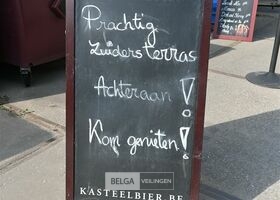 Prachtig
Zuiders terras
Achteraan !
Kom genieten !
BELGA VEILINGEN
KASTEELBIER.BE